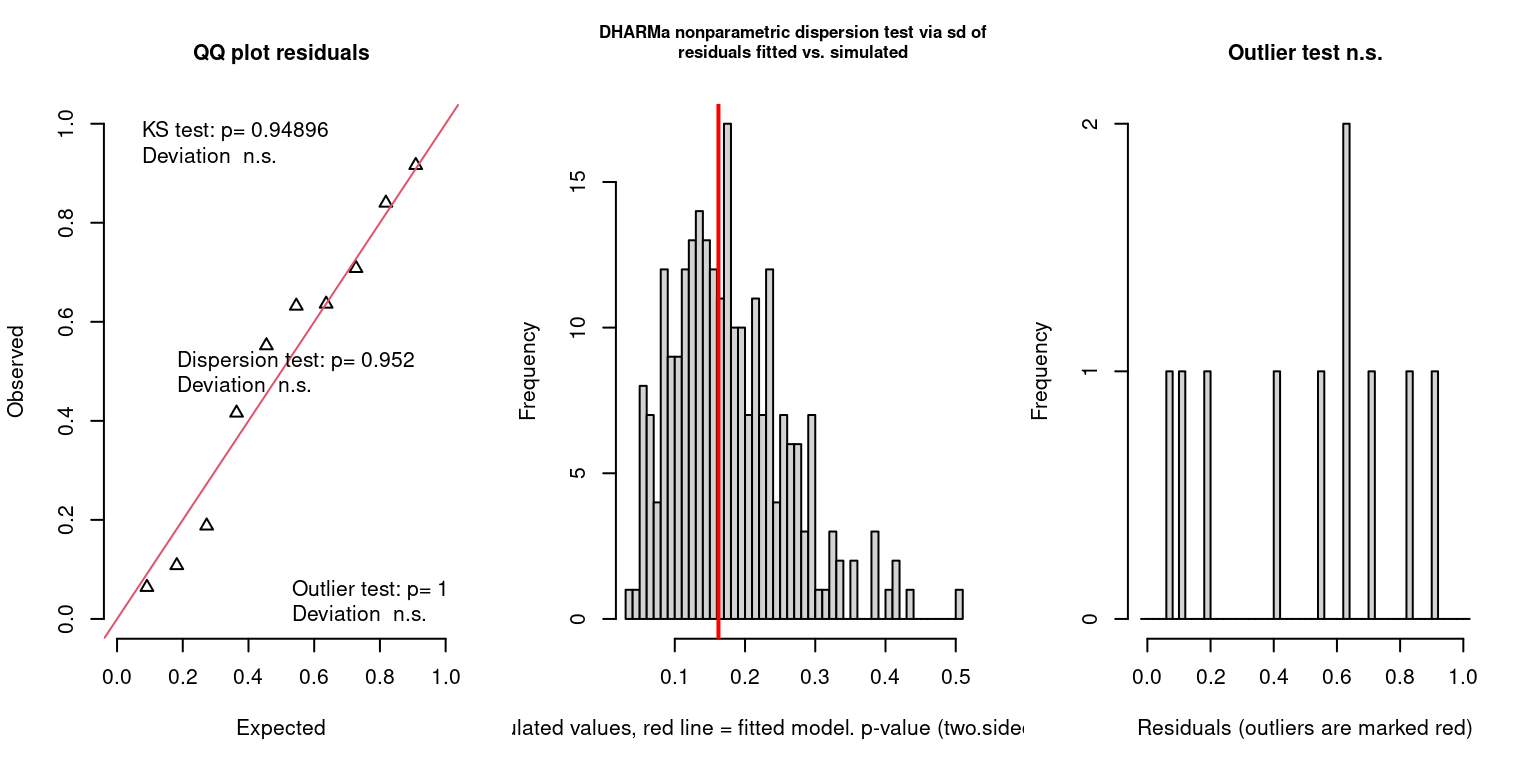 QQ plot residuals
KS test: p= 0.94896
Deviation  n.s.
Dispersion test: p= 0.952
Deviation  n.s.
Outlier test: p= 1
Deviation  n.s.
Observed
0.0
0.2
0.4
0.6
0.8
1.0
0.0 0.2 0.4 0.6 0.8 1.0
Expected
DHARMa nonparametric dispersion test via sd of
residuals fitted vs. simulated
Frequency
0
5
10
15
0.1 0.2 0.3 0.4 0.5
ulated values, red line = fitted model. p-value (two.sided
Outlier test n.s.
Frequency
0
1
2
0.0 0.2 0.4 0.6 0.8 1.0
Residuals (outliers are marked red)